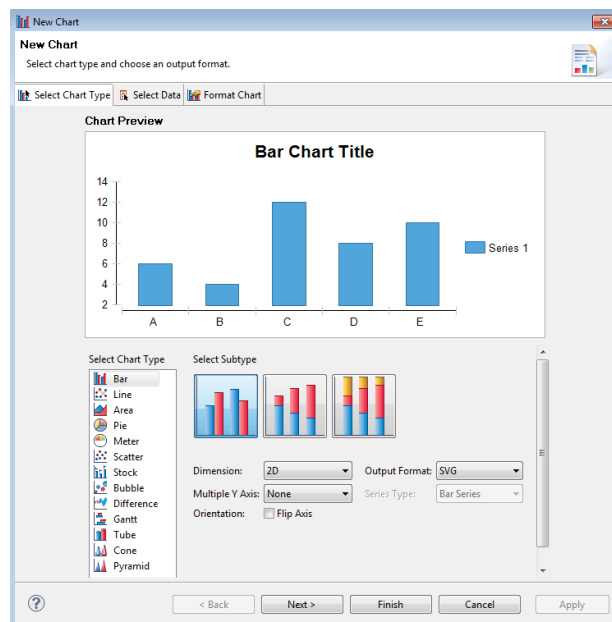 New Chart
New Chart
Select chart type and choose an output format.
Select Chart Type Select Data Format Chart
Chart Preview
Bar Chart Title
14
12
10
8
6
4
2
A B C D E
Series 1
Select Chart Type
Bar
Line
Area
Pie
Meter
Scatter
Stock
Bubble
Difference
Gantt
Tube
Cone
Pyramid
Select Subtype
Dimension: 2D Output Format: SVG
Multiple Y Axis: None Series Type: Bar Series
Orientation: Flip Axis
? < Back Next > Finish Cancel Apply